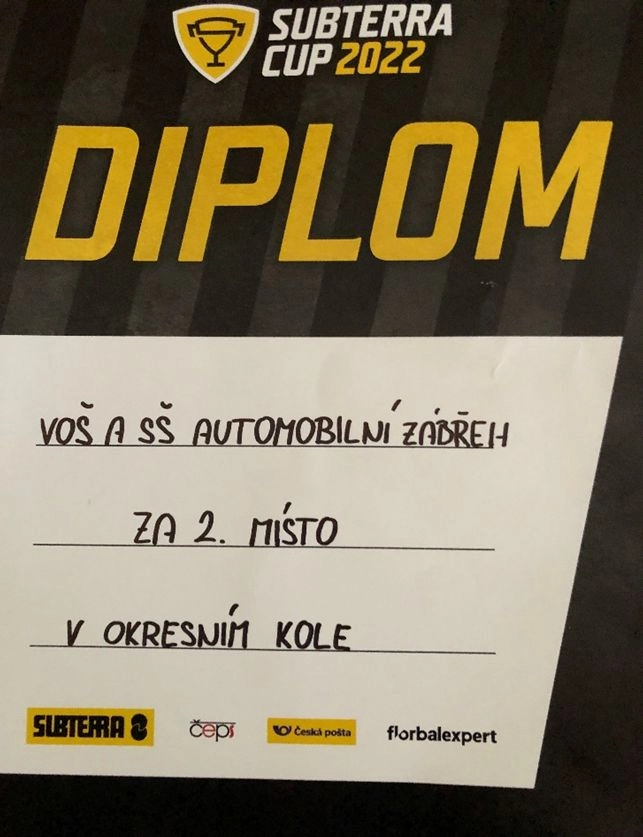 SUBTERRA
CUP 2022
DIPLOM
VOŠ A SŠ AUTOMOBILNÍ ZÁBŘEH
ZA 2. MÍSTO
V OKRESNÍM KOLE
SUBTERRA
čeps
Česká pošta
florbalexpert